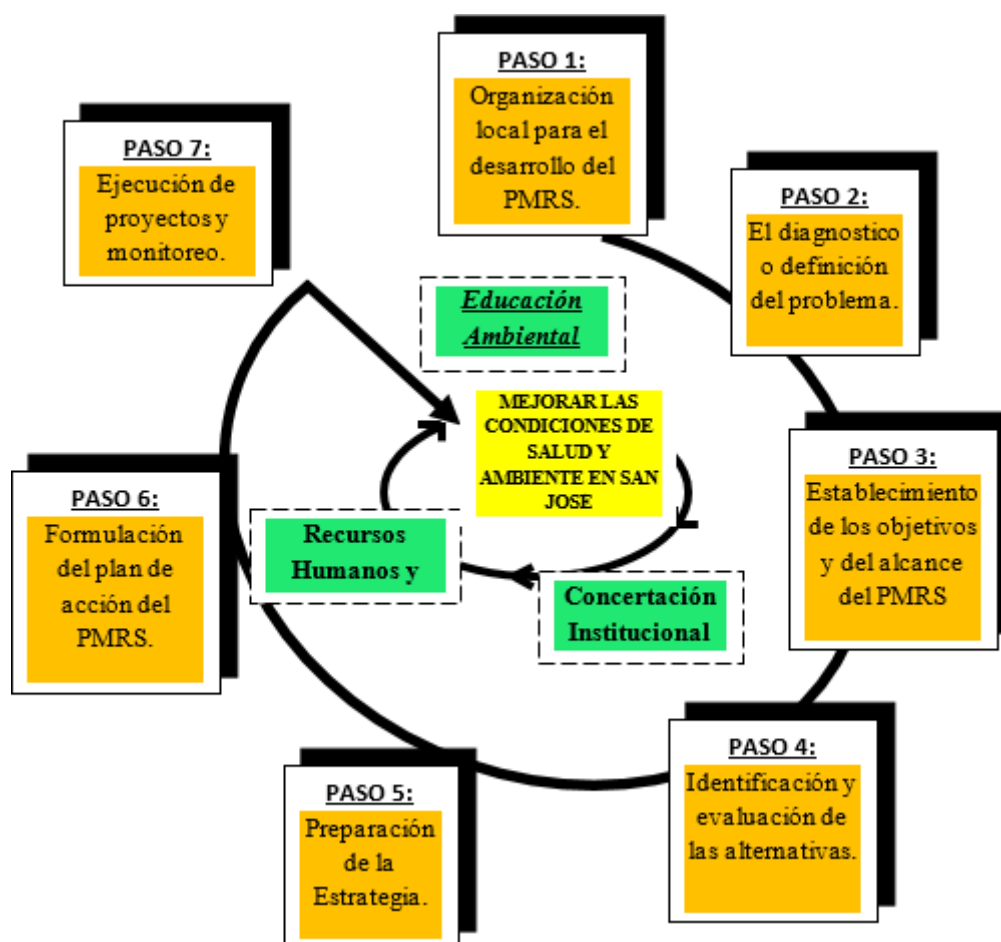 PASO 1:
Organización
local para el
desarrollo del
PMRS.
PASO 2:
El diagnostico
o definición
del problema.
PASO 3:
Establecimiento
de los objetivos
y del alcance
del PMRS
PASO 4:
Identificación y
evaluación de
las alternativas.
PASO 5:
Preparación
de la
Estrategia.
PASO 6:
Formulación
del plan de
acción del
PMRS.
PASO 7:
Ejecución de
proyectos y
monitoreo.
Educación
Ambiental
MEJORAR LAS
CONDICIONES DE
SALUD Y
AMBIENTE EN SAN
JOSE
Recursos
Humanos y
Concertación
Institucional